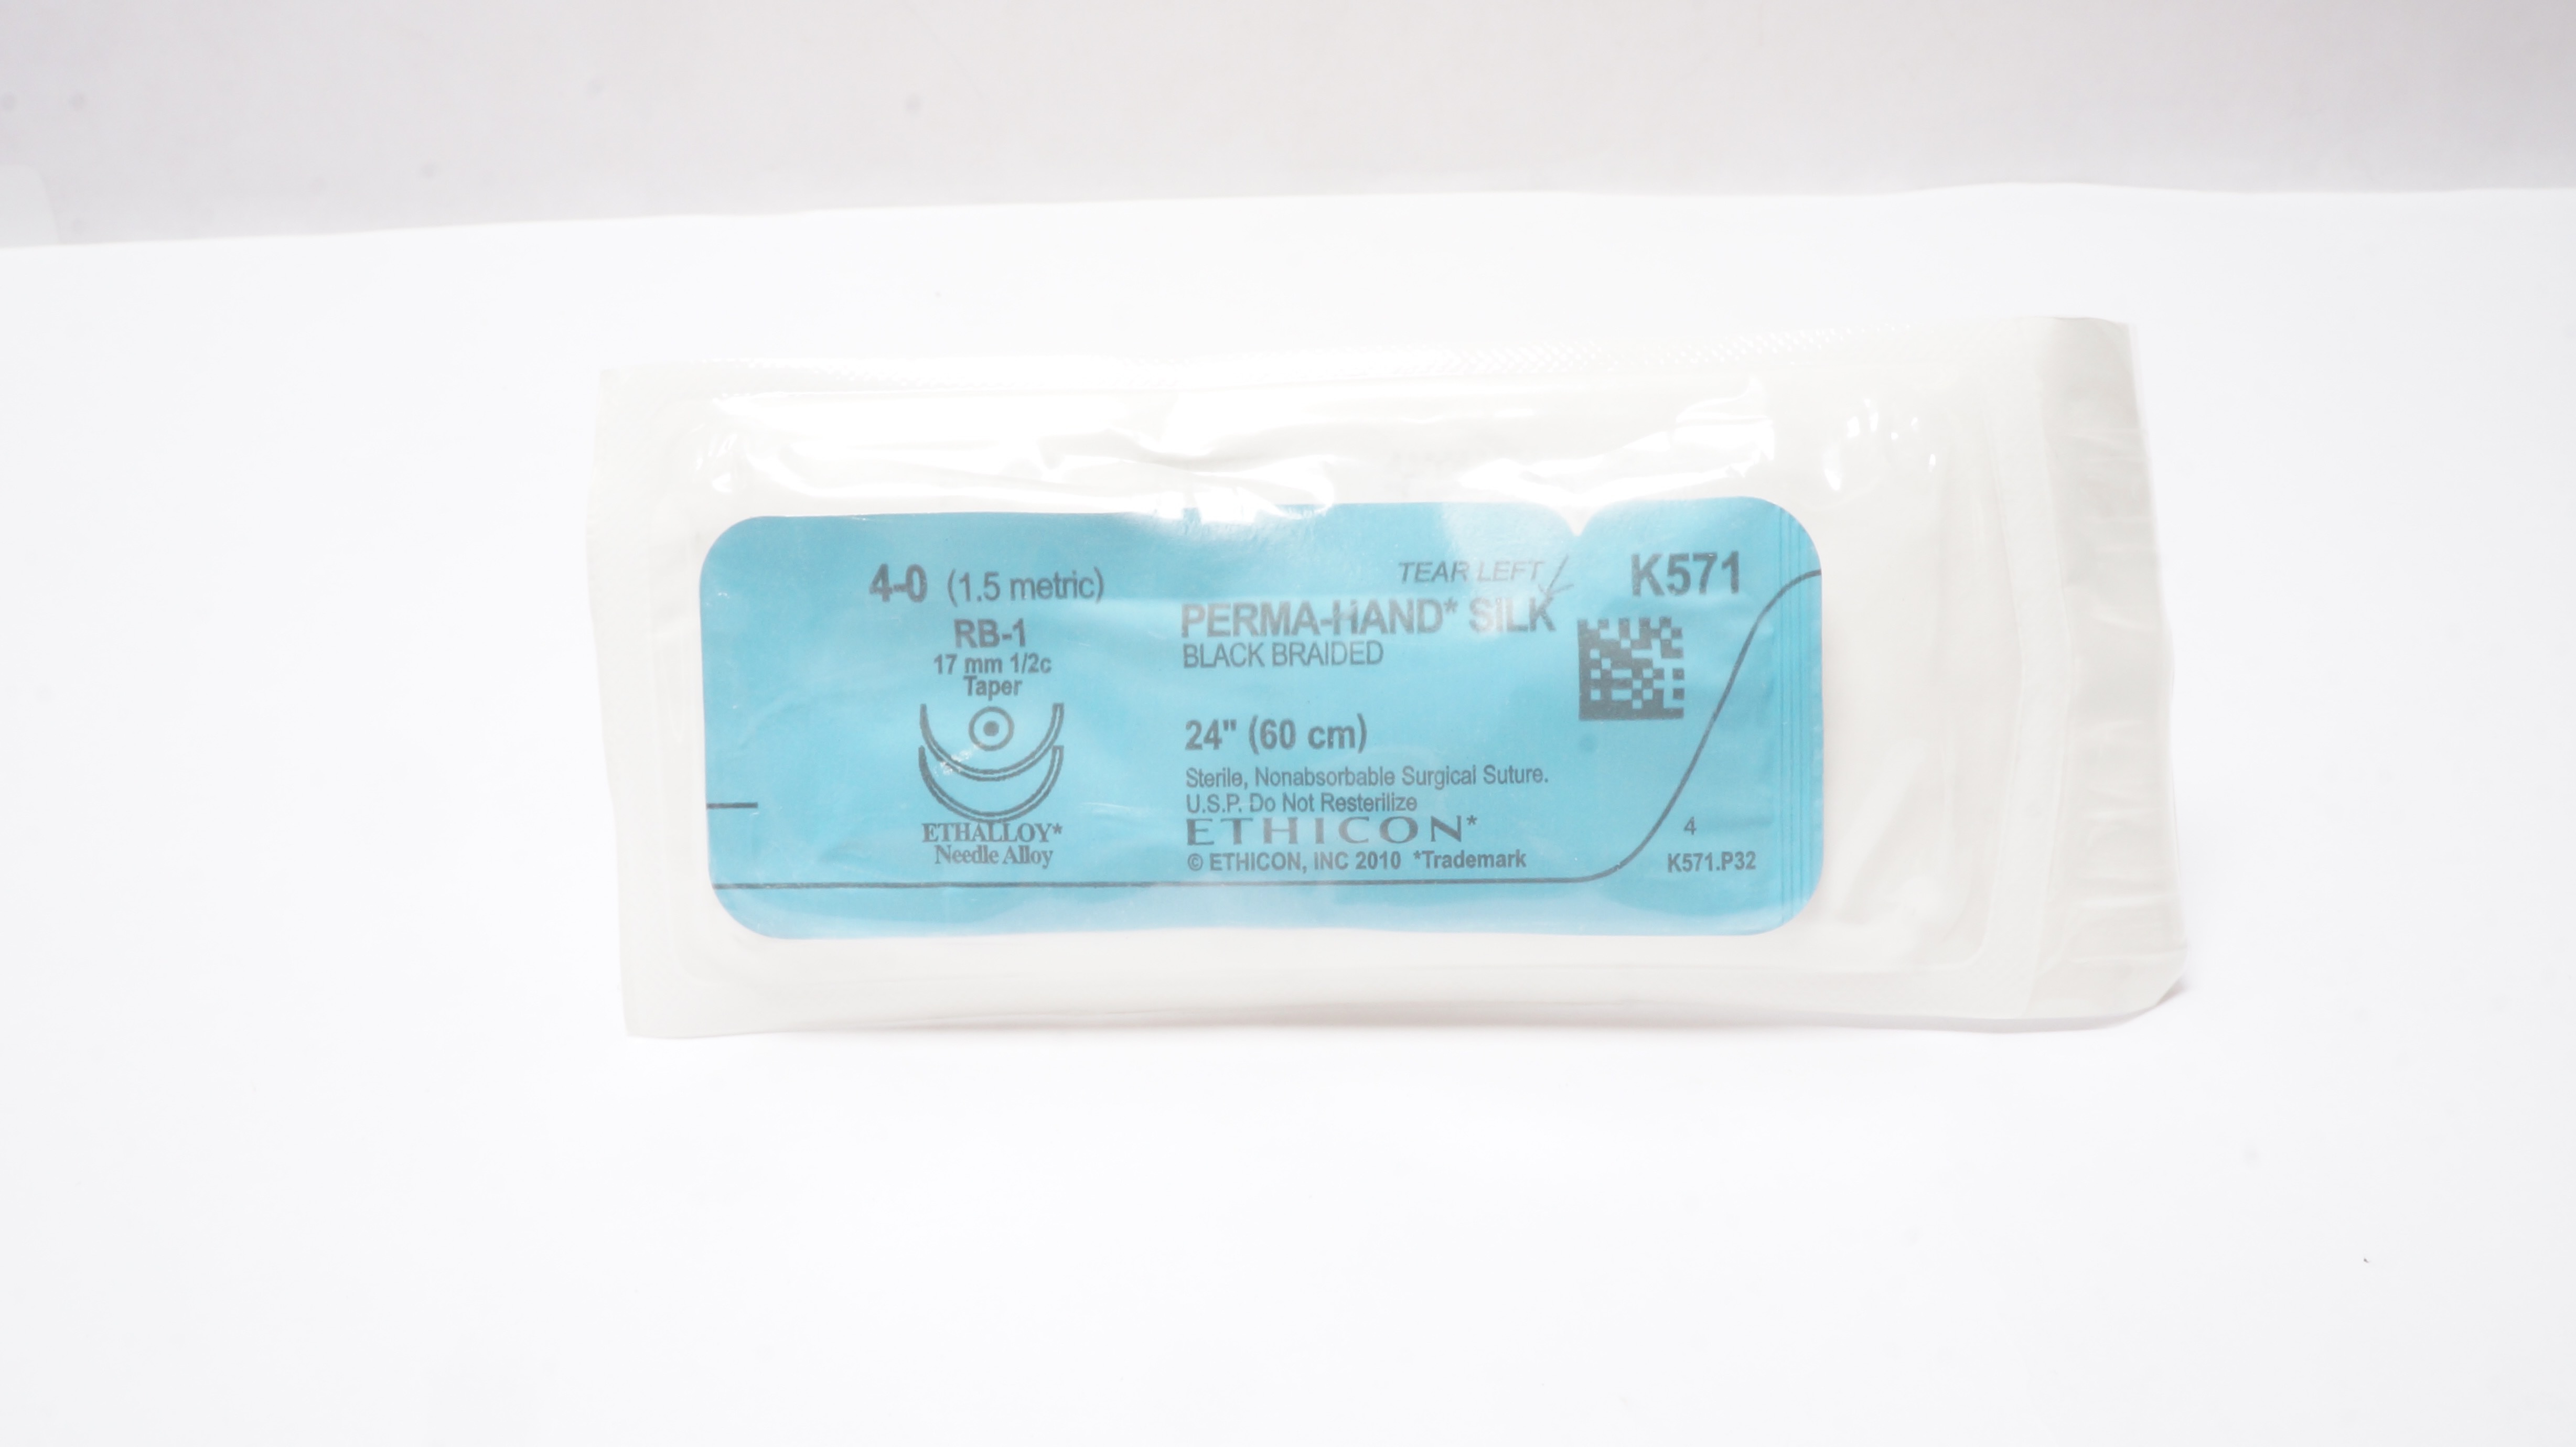 4-0 (1.5 metric)
RB-1
17 mm 1/2c
Taper
ETHALLOY*
Needle Alloy
TEAR LEFT
PERMA-HAND* SILK
BLACK BRAIDED
24" (60 cm)
Sterile, Nonabsorbable Surgical Suture.
U.S.P. Do Not Resterilize
ETHICON*
© ETHICON, INC 2010 *Trademark
K571
4
K571.P32